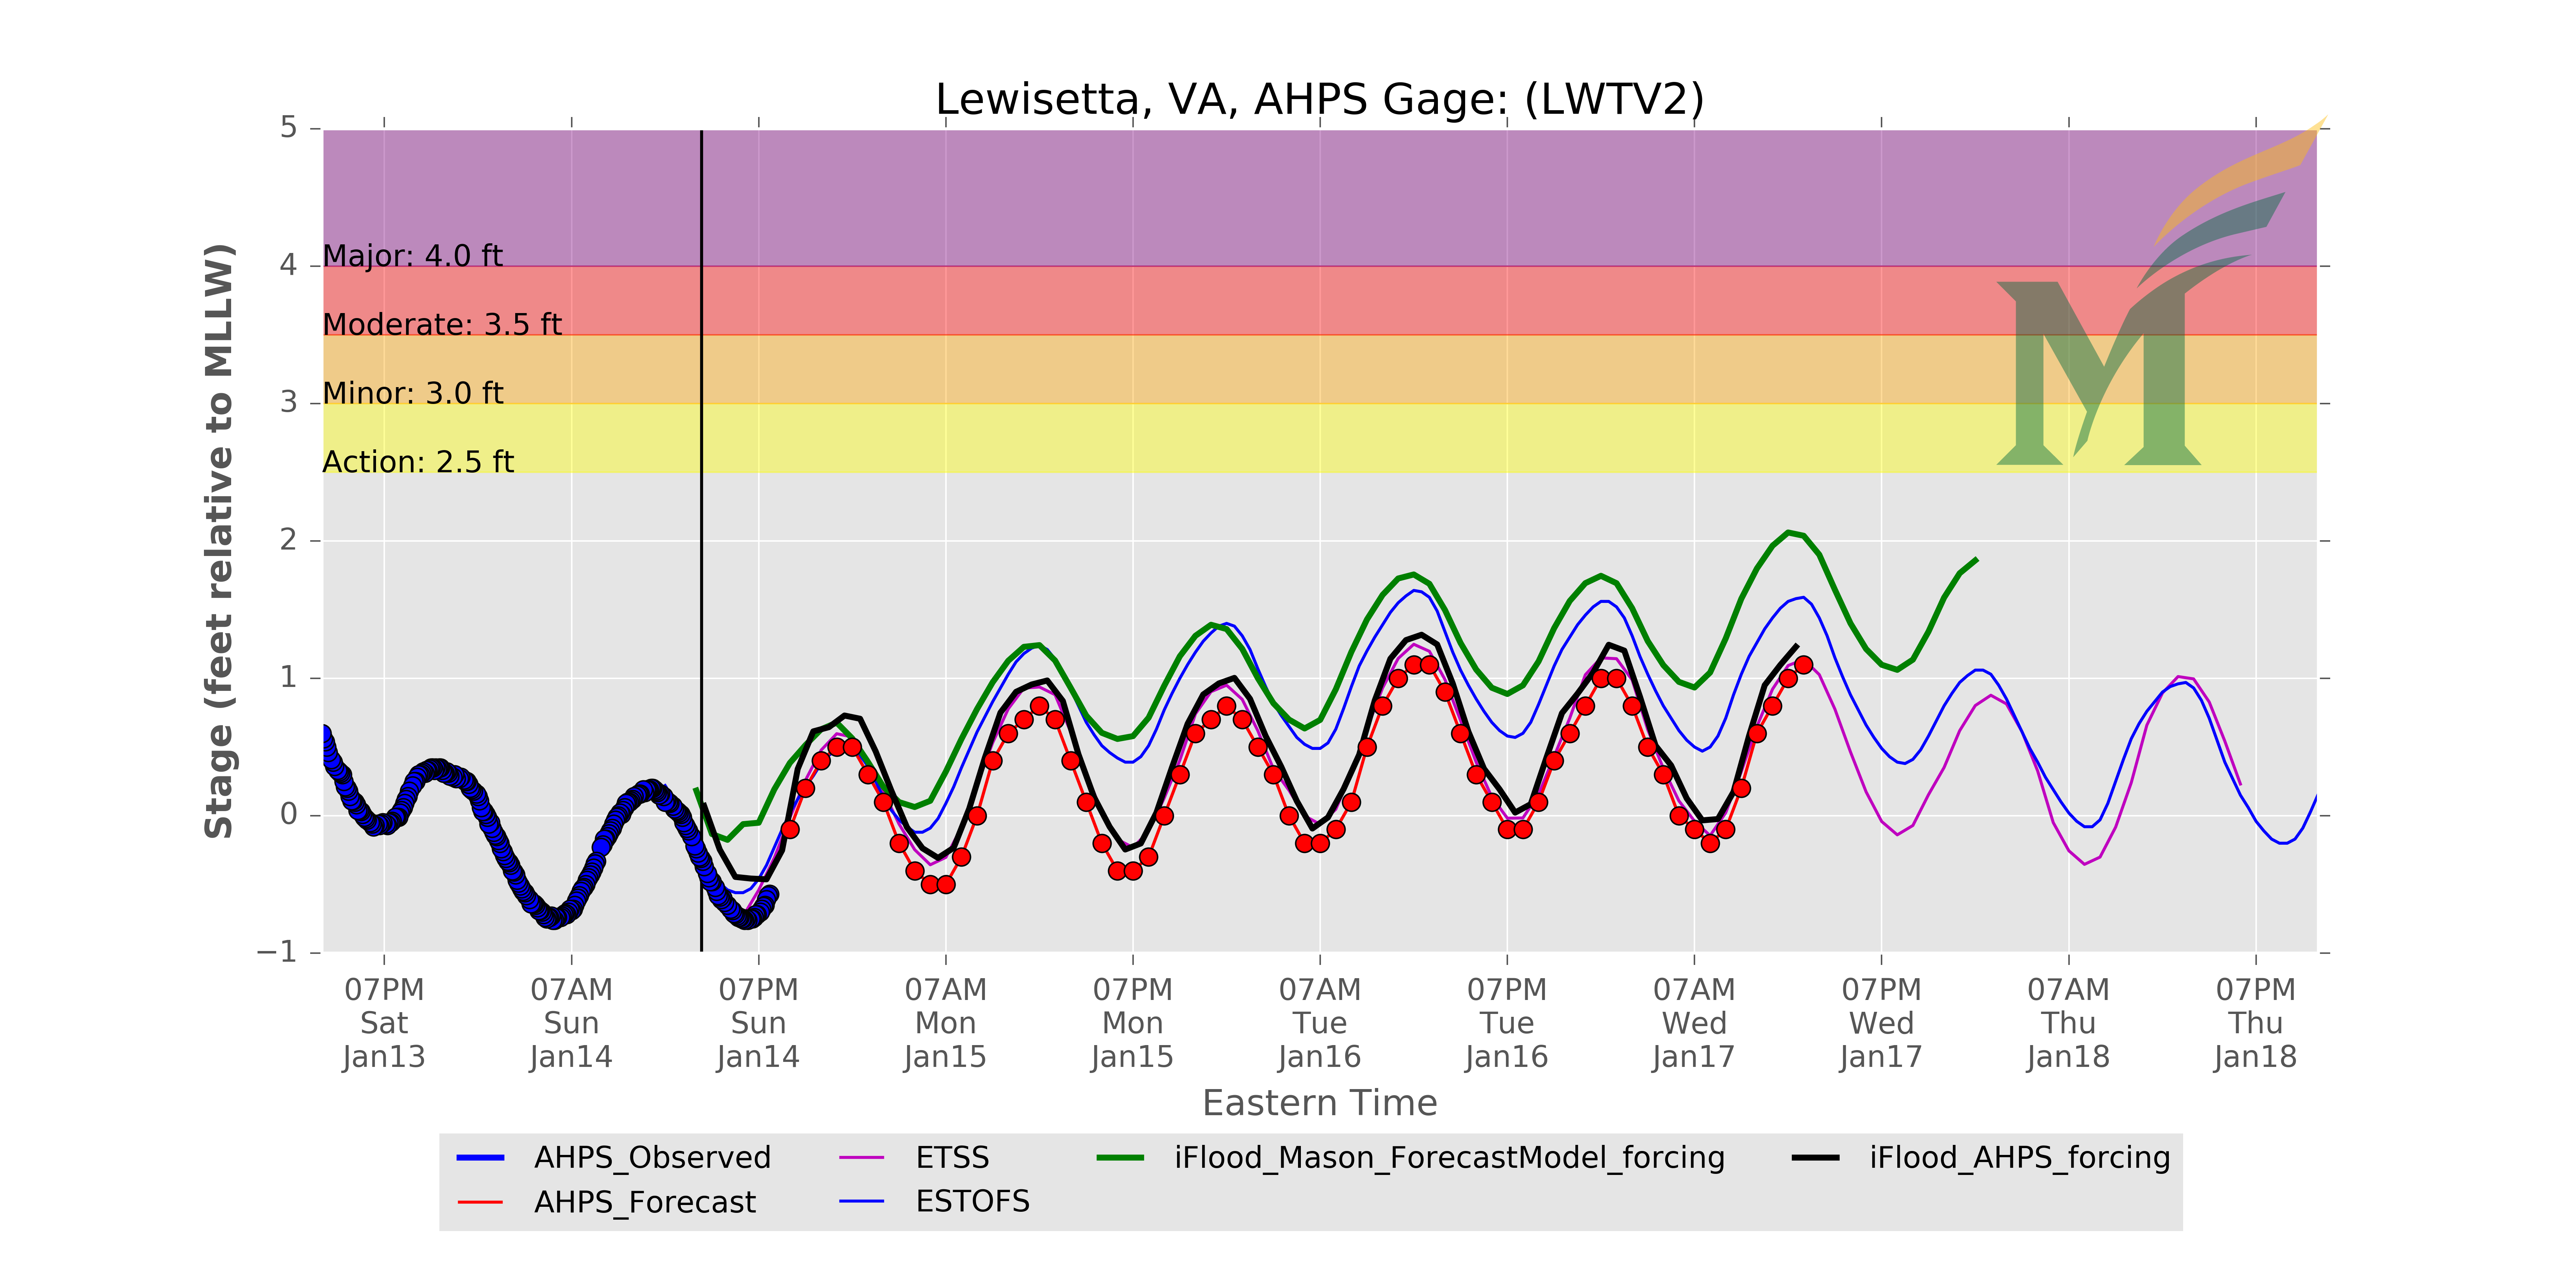 Lewisetta, VA, AHPS Gage: (LWTV2)
Stage (feet relative to MLLW)
5
4
3
2
1
0
−1
Major: 4.0 ft
Moderate: 3.5 ft
Minor: 3.0 ft
Action: 2.5 ft
M
07PM 07AM 07PM 07AM 07PM 07AM 07PM 07AM 07PM 07AM 07PM
Sat Sun Sun Mon Mon Tue Tue Wed Wed Thu Thu
Jan13 Jan14 Jan14 Jan15 Jan15 Jan16 Jan16 Jan17 Jan17 Jan18 Jan18
Eastern Time
AHPS_Observed ETSS iFlood_Mason_ForecastModel_forcing iFlood_AHPS_forcing
AHPS_Forecast ESTOFS